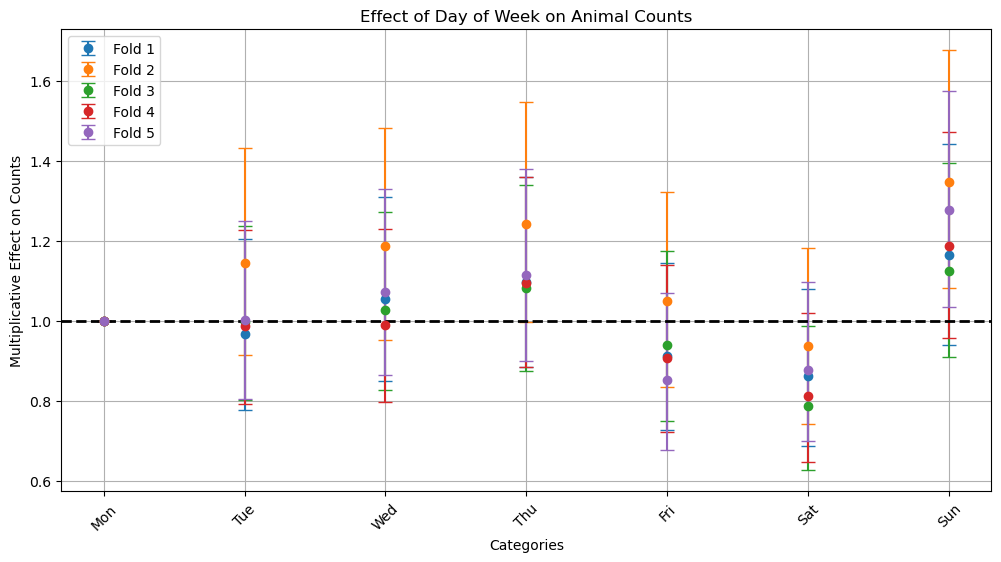 Effect of Day of Week on Animal Counts
Fold 1
Fold 2
Fold 3
Fold 4
Fold 5
Multiplicative Effect on Counts
1.6
1.4
1.2
1.0
0.8
0.6
Mon
Tue
Wed
Thu
Fri
Sat
Sun
Categories